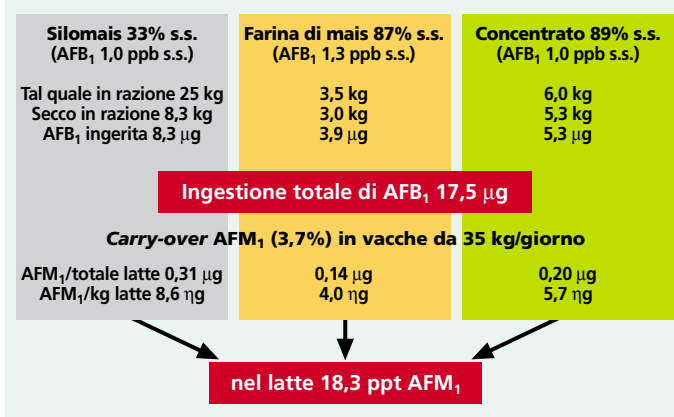 Silomais 33% s.s.
(AFB₁ 1,0 ppb s.s.)
Tal quale in razione 25 kg
Secco in razione 8,3 kg
AFB₁ ingerita 8,3 µg
Farina di mais 87% s.s.
(AFB₁ 1,3 ppb s.s.)
3,5 kg
3,0 kg
3,9 µg
Concentrato 89% s.s.
(AFB₁ 1,0 ppb s.s.)
6,0 kg
5,3 kg
5,3 µg
Ingestione totale di AFB₁ 17,5 µg
Carry-over AFM₁ (3,7%) in vacche da 35 kg/giorno
AFM₁/totale latte 0,31 µg
AFM₁/kg latte 8,6 ηg
0,14 µg
4,0 ηg
0,20 µg
5,7 ηg
nel latte 18,3 ppt AFM₁